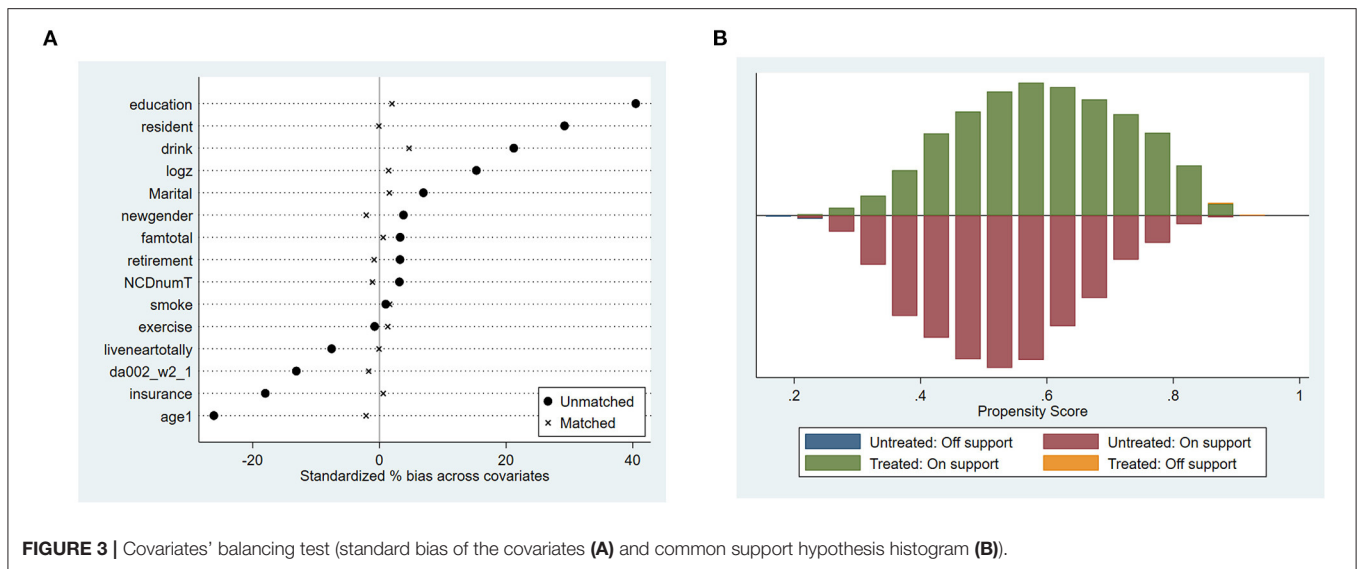 A
education
resident
drink
logz
Marital
newgender
famtotal
retirement
NCDnumT
smoke
exercise
liveneartotally
da002_w2_1
insurance
age1
Unmatched
Matched
-20 0 20 40
Standardized % bias across covariates
B
.2 .4 .6 .8 1
Propensity Score
Untreated: Off support Untreated: On support
Treated: On support Treated: Off support
FIGURE 3 | Covariates' balancing test (standard bias of the covariates (A) and common support hypothesis histogram (B)).